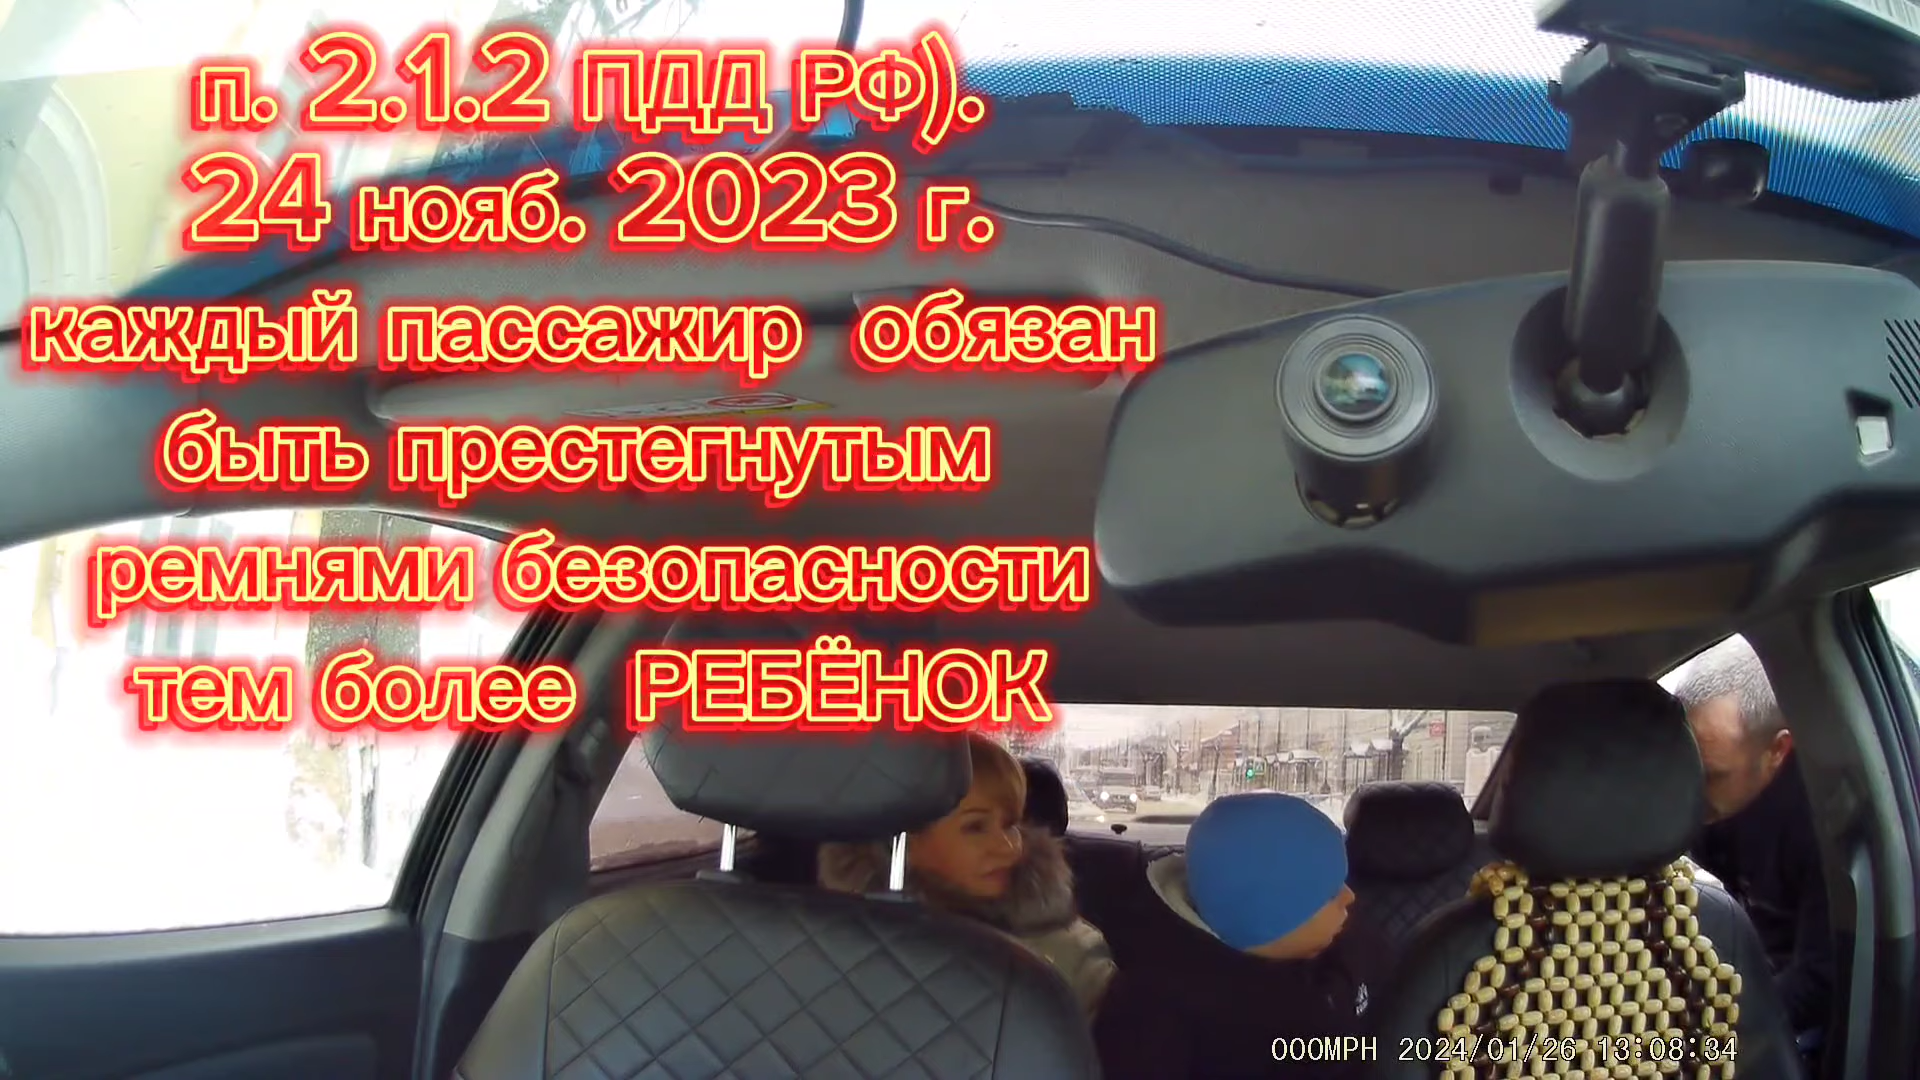 п. 2.1.2 ПДД РФ).
24 нояб. 2023 г.
каждый пассажир обязан
быть престегнутым
ремнями безопасности
тем более РЕБЁНОК
000MPH 2024/01/26 13:08:34